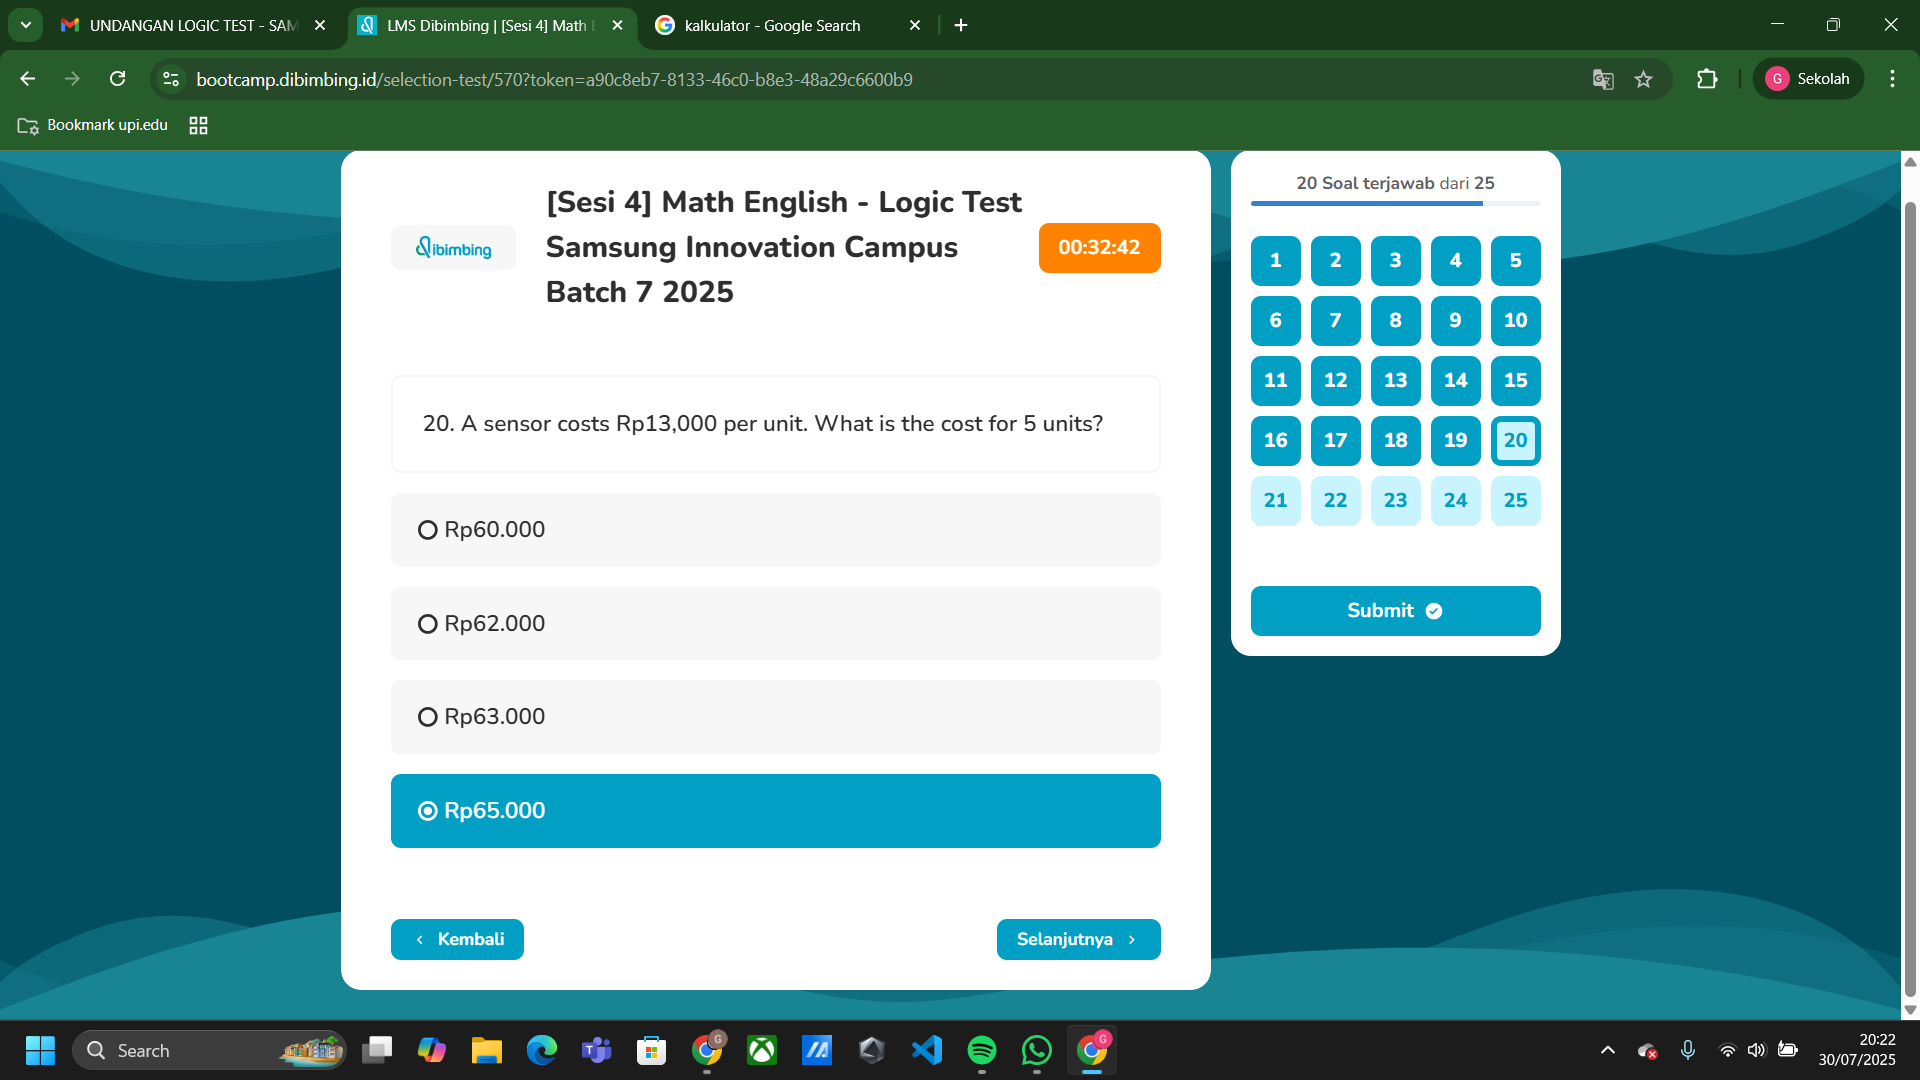 UNDANGAN LOGIC TEST - SAM
LMS Dibimbing | [Sesi 4] Math E
kalkulator - Google Search
bootcamp.dibimbing.id/selection-test/570?token=a90c8eb7-8133-46c0-b8e3-48a29c6600b9
G Sekolah
Bookmark upi.edu
dibimbing
[Sesi 4] Math English - Logic Test
Samsung Innovation Campus
Batch 7 2025
00:32:42
20. A sensor costs Rp13,000 per unit. What is the cost for 5 units?
Rp60.000
Rp62.000
Rp63.000
Rp65.000
Kembali
Selanjutnya
20 Soal terjawab dari 25
1 2 3 4 5
6 7 8 9 10
11 12 13 14 15
16 17 18 19 20
21 22 23 24 25
Submit
Search
G
G
20:22
30/07/2025